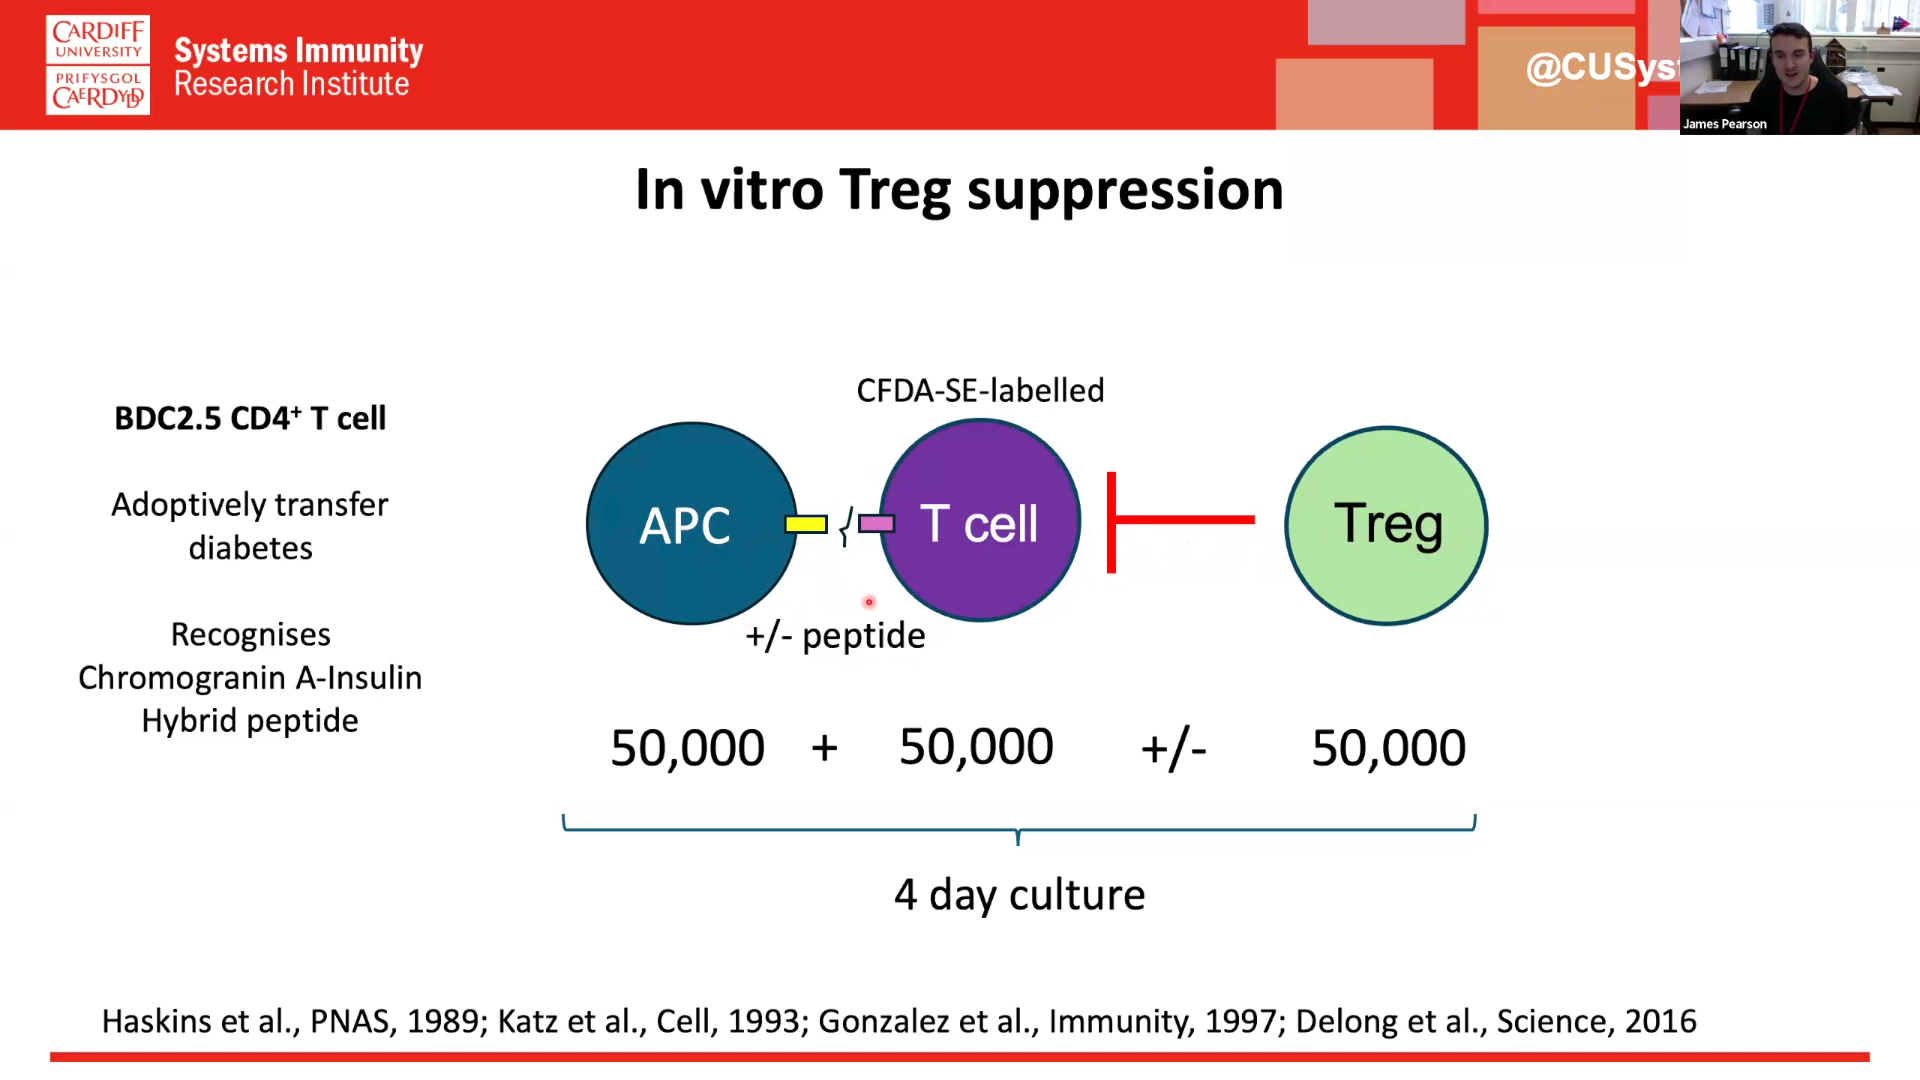 CARDIFF
UNIVERSITY
PRIFYSGOL
CAERDYDD
Systems Immunity
Research Institute
@CUSyst
James Pearson
In vitro Treg suppression
BDC2.5 CD4⁺ T cell
Adoptively transfer
diabetes
Recognises
Chromogranin A-Insulin
Hybrid peptide
CFDA-SE-labelled
APC
T cell
Treg
+/- peptide
50,000 + 50,000 +/- 50,000
4 day culture
Haskins et al., PNAS, 1989; Katz et al., Cell, 1993; Gonzalez et al., Immunity, 1997; Delong et al., Science, 2016